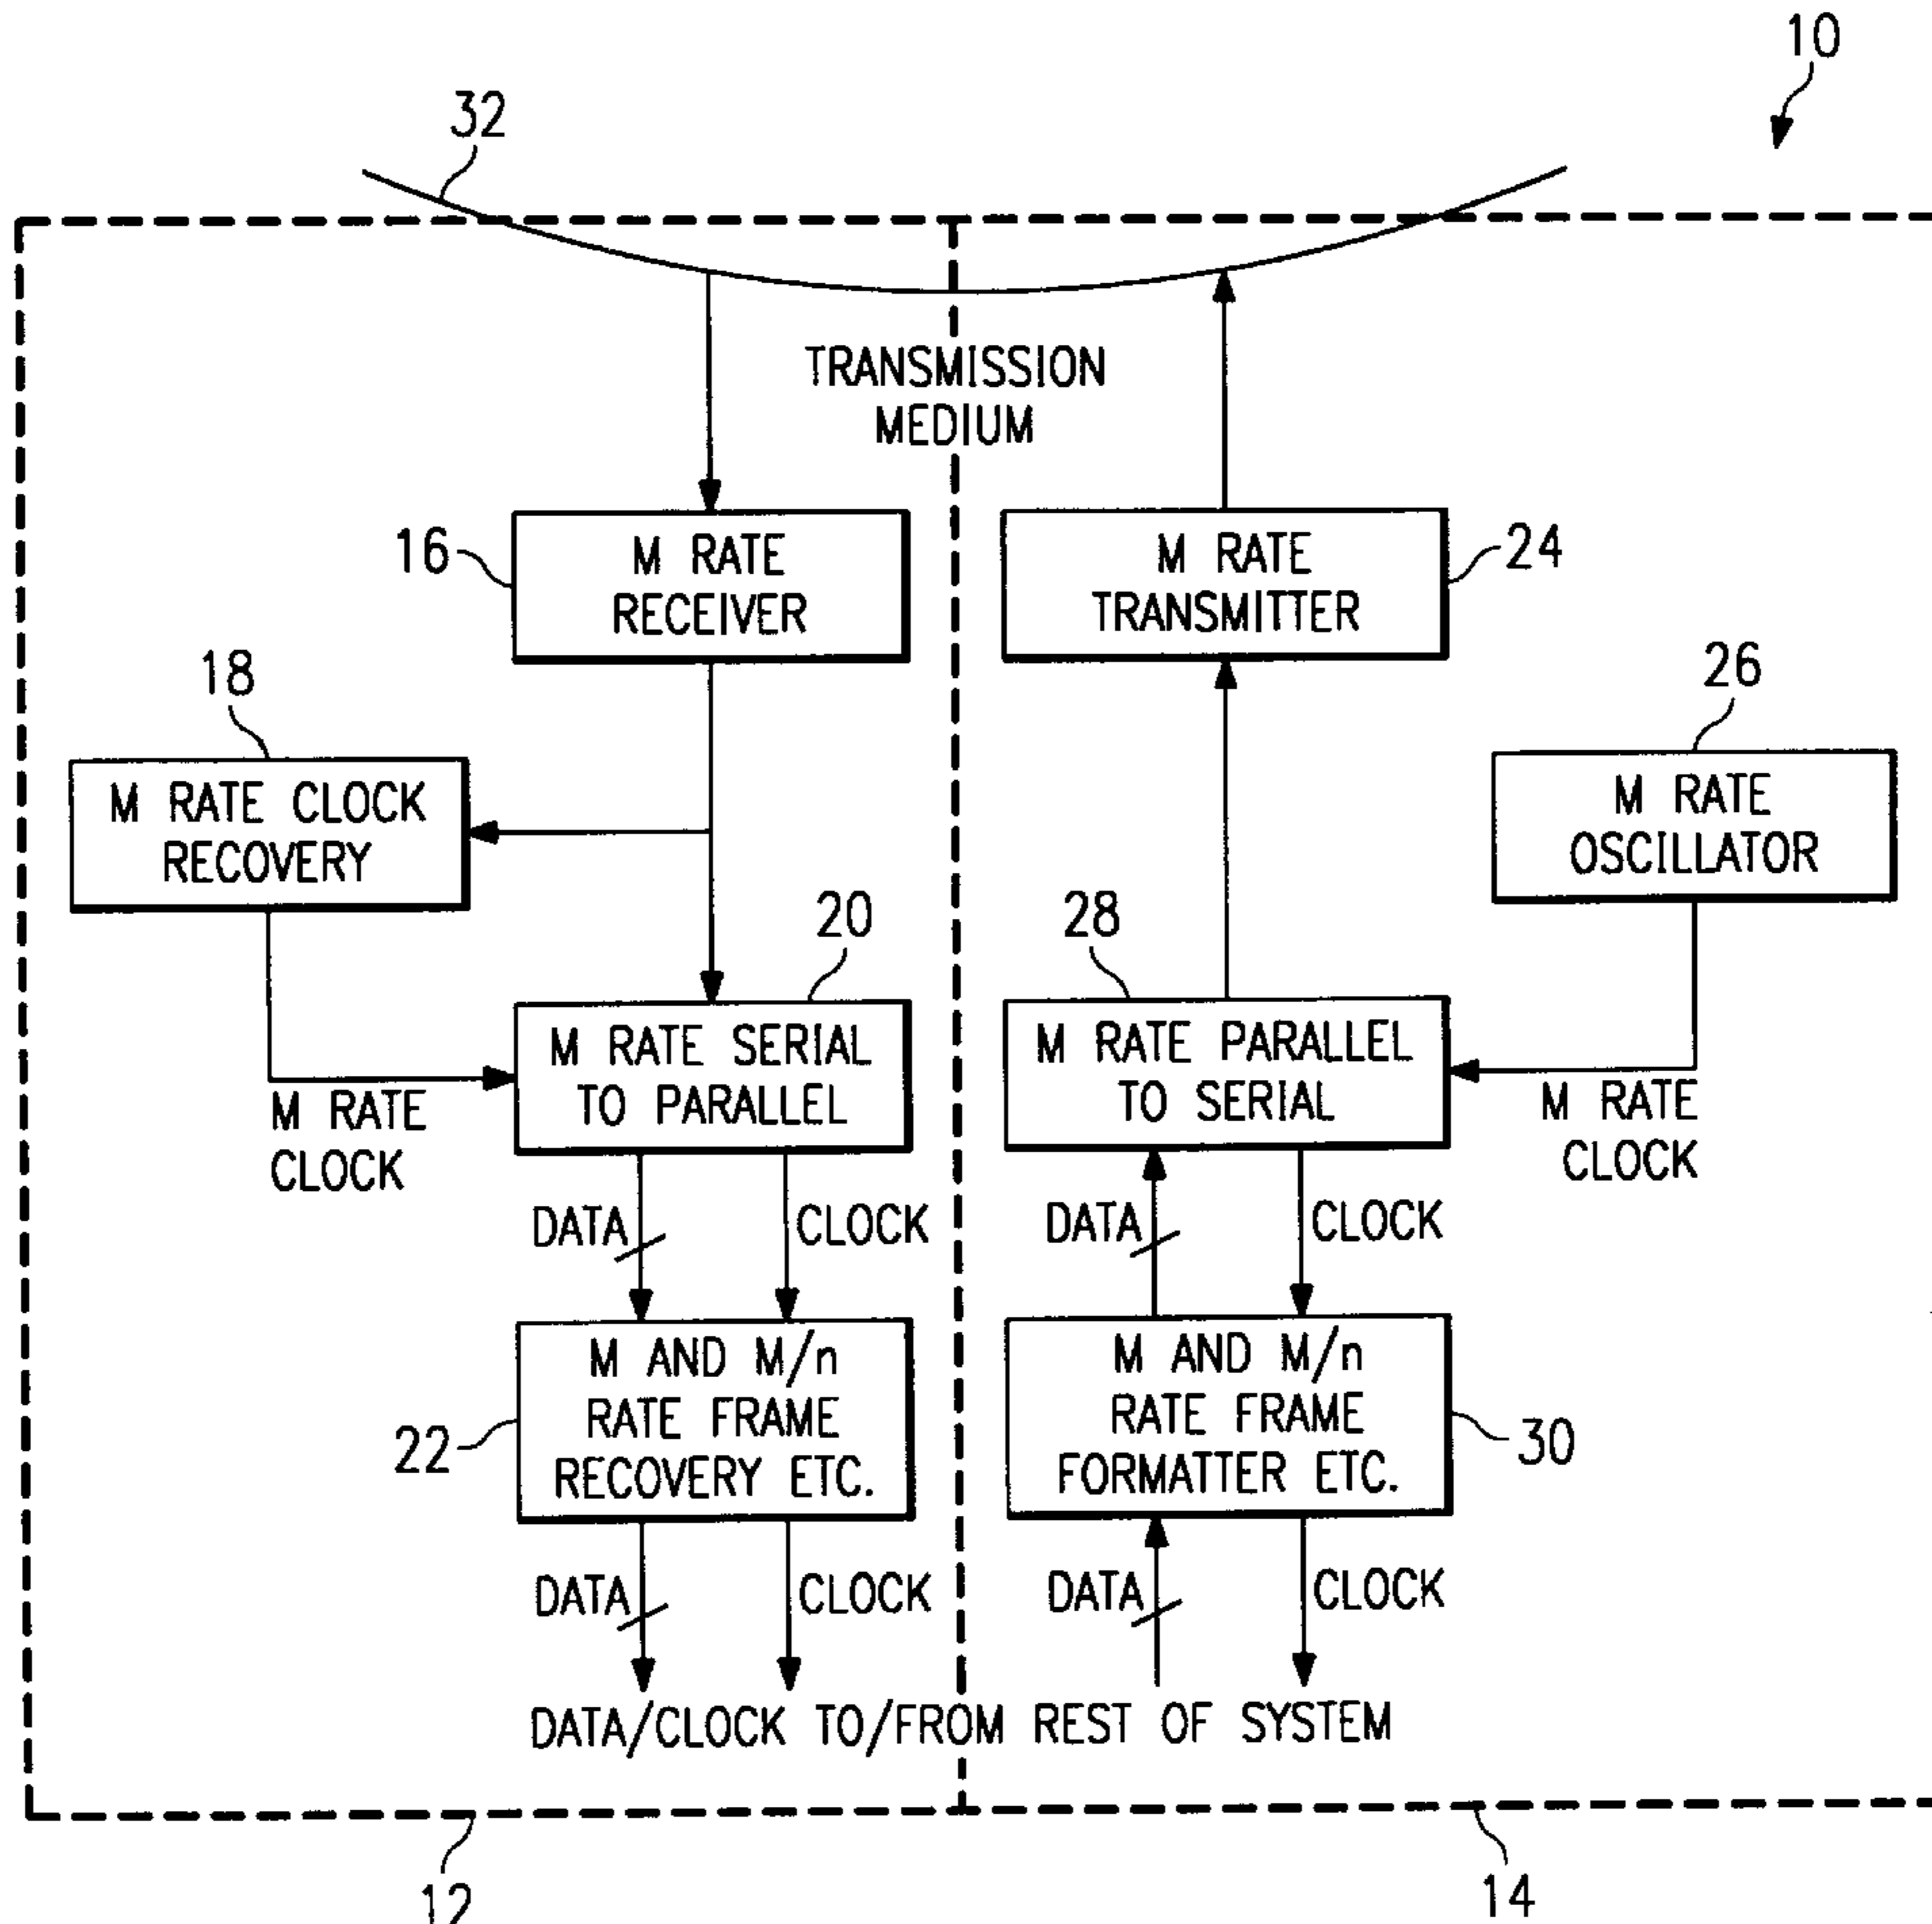 10
32
TRANSMISSION
MEDIUM
16
M RATE
RECEIVER
M RATE
TRANSMITTER
24
18
M RATE CLOCK
RECOVERY
26
M RATE
OSCILLATOR
20
M RATE SERIAL
TO PARALLEL
28
M RATE PARALLEL
TO SERIAL
M RATE
CLOCK
M RATE
CLOCK
DATA
CLOCK
DATA
CLOCK
22
M AND M/n
RATE FRAME
RECOVERY ETC.
M AND M/n
RATE FRAME
FORMATTER ETC.
30
DATA
CLOCK
DATA
CLOCK
DATA/CLOCK TO/FROM REST OF SYSTEM
12
14